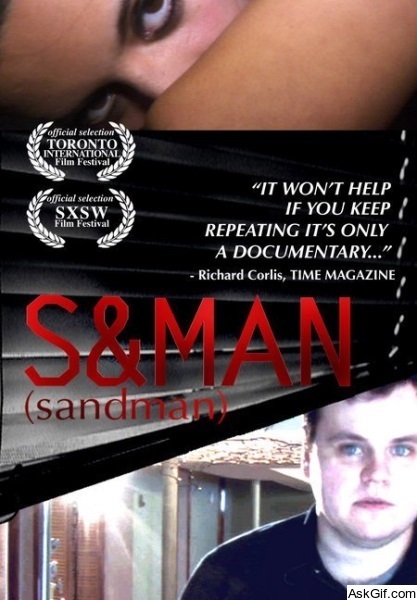 official selection
TORONTO
INTERNATIONAL
Film Festival
official selection
SXSW
Film Festival
“IT WON’T HELP
IF YOU KEEP
REPEATING IT’S ONLY
A DOCUMENTARY...”
- Richard Corlis, TIME MAGAZINE
S&MAN
(sandman)
AskGif.com